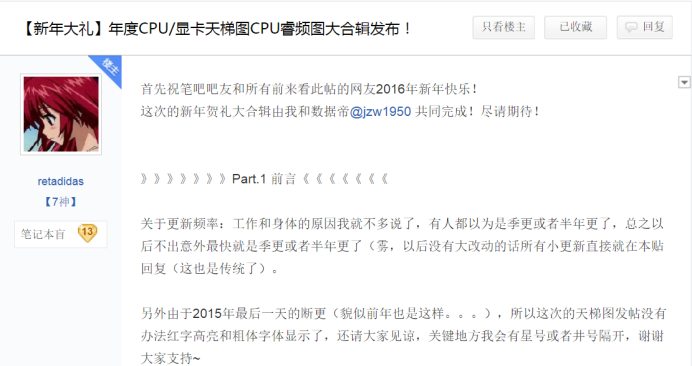 【新年大礼】年度CPU/显卡天梯图CPU睿频图大合辑发布！
只看楼主
已收藏
回复
楼主
retadidas
【7神】
笔记本盲
13
首先祝笔吧吧友和所有前来看此帖的网友2016年新年快乐！
这次的新年贺礼大合辑由我和数据帝@jzw1950 共同完成！尽请期待！
》》》》》》》Part.1 前言《《《《《《《
关于更新频率：工作和身体的原因我就不多说了，有人都以为是季更或者半年更了，总之以
后不出意外最快就是季更或者半年更了（雾，以后没有大改动的话所有小更新直接就在本贴
回复（这也是传统了）。
另外由于2015年最后一天的断更（貌似前年也是这样。。。），所以这次的天梯图发帖没有
办法红字高亮和粗体字体显示了，还请大家见谅，关键地方我会有星号或者井号隔开，谢谢
大家支持~